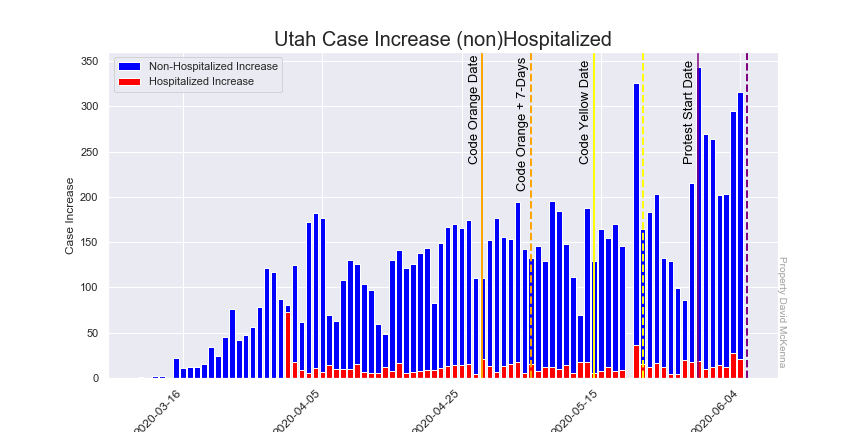 Utah Case Increase (non)Hospitalized
Non-Hospitalized Increase
Hospitalized Increase
Code Orange Date
Code Orange + 7-Days
Code Yellow Date
Protest Start Date
Case Increase
350
300
250
200
150
100
50
0
2020-03-16
2020-04-05
2020-04-25
2020-05-15
2020-06-04
Property David McKenna